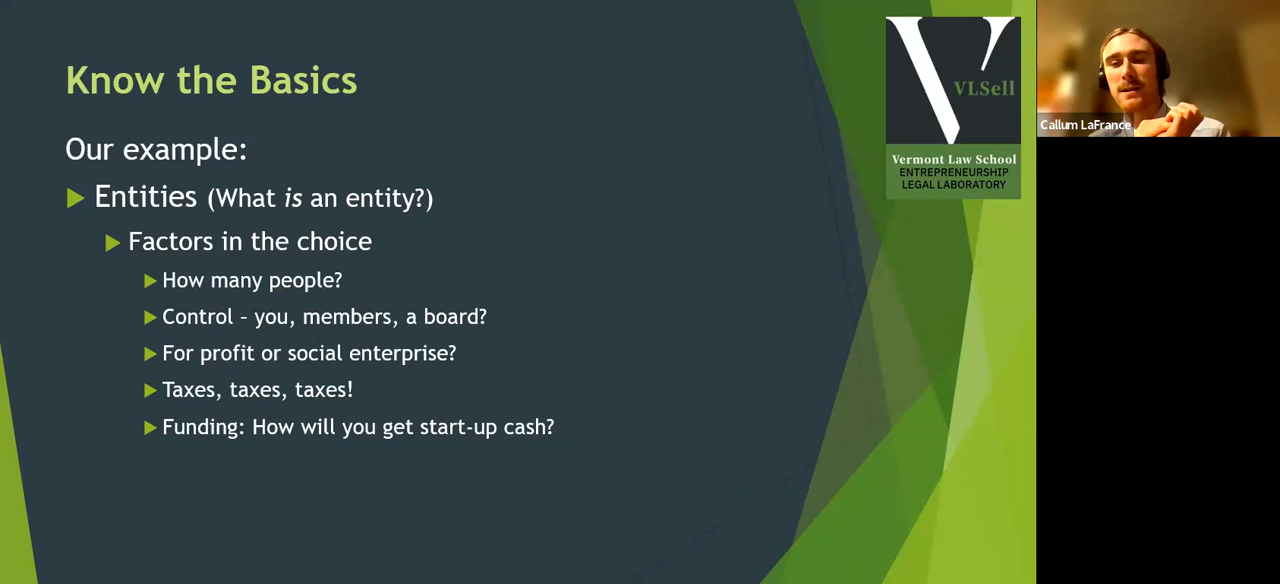 Know the Basics
Our example:
Entities (What is an entity?)
Factors in the choice
How many people?
Control – you, members, a board?
For profit or social enterprise?
Taxes, taxes, taxes!
Funding: How will you get start-up cash?
VLSell
Vermont Law School
ENTREPRENEURSHIP
LEGAL LABORATORY
Callum LaFrance